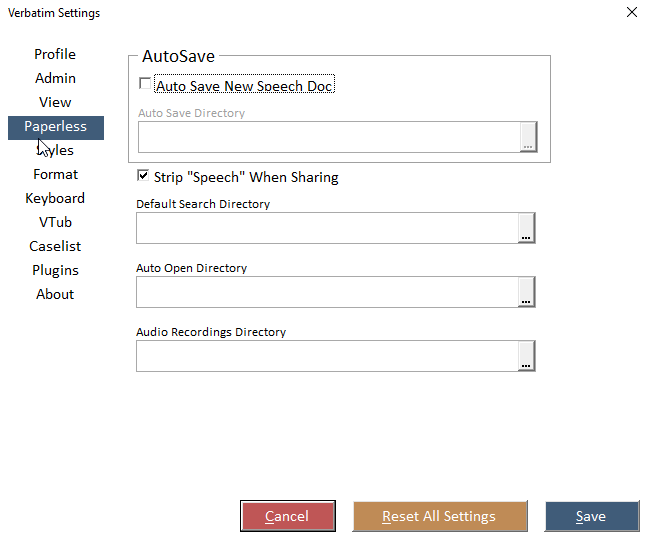 Verbatim Settings
Profile
Admin
View
Paperless
Styles
Format
Keyboard
VTub
Caselist
Plugins
About
AutoSave
Auto Save New Speech Doc
Auto Save Directory
...
Strip "Speech" When Sharing
Default Search Directory
...
Auto Open Directory
...
Audio Recordings Directory
...
Cancel
Reset All Settings
Save